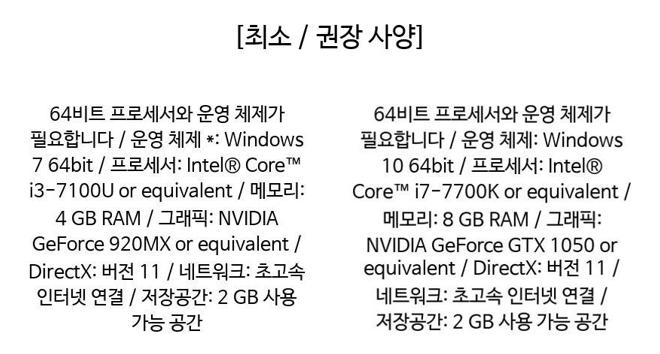 [최소 / 권장 사양]
64비트 프로세서와 운영 체제가
필요합니다 / 운영 체제 *: Windows
7 64bit / 프로세서: Intel® Core™
i3-7100U or equivalent / 메모리:
4 GB RAM / 그래픽: NVIDIA
GeForce 920MX or equivalent /
DirectX: 버전 11 / 네트워크: 초고속
인터넷 연결 / 저장공간: 2 GB 사용
가능 공간
64비트 프로세서와 운영 체제가
필요합니다 / 운영 체제: Windows
10 64bit / 프로세서: Intel®
Core™ i7-7700K or equivalent /
메모리: 8 GB RAM / 그래픽:
NVIDIA GeForce GTX 1050 or
equivalent / DirectX: 버전 11 /
네트워크: 초고속 인터넷 연결 /
저장공간: 2 GB 사용 가능 공간